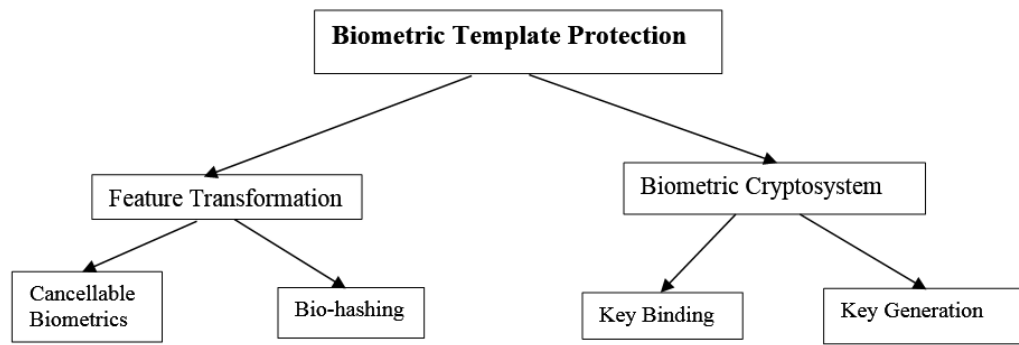 Biometric Template Protection
Feature Transformation
Biometric Cryptosystem
Cancellable
Biometrics
Bio-hashing
Key Binding
Key Generation